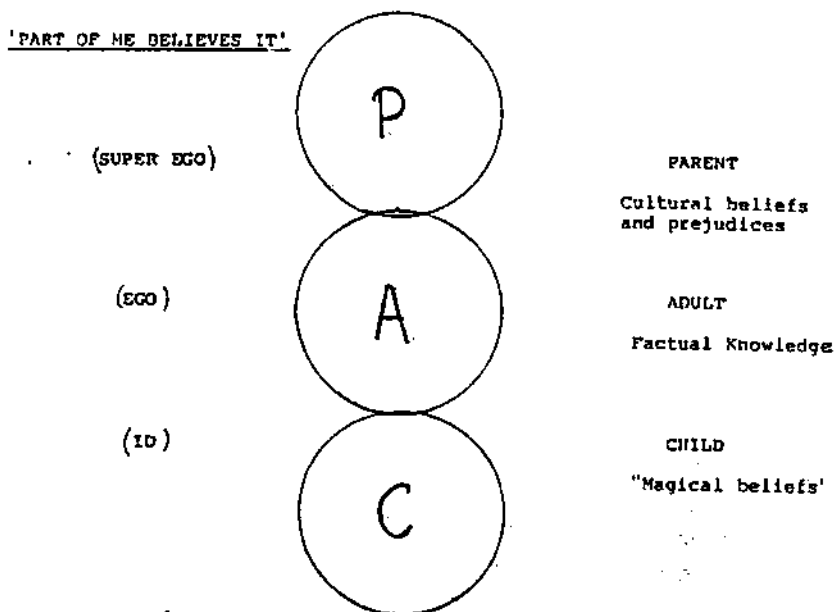 'PART OF ME BELIEVES IT'
P
(SUPER EGO)
PARENT
Cultural beliefs
and prejudices
(EGO)
A
ADULT
Factual Knowledge
(ID)
CHILD
"Magical beliefs'
C